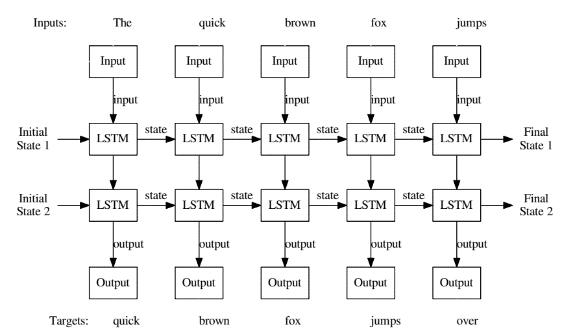 Inputs: The quick brown fox jumps
Input Input Input Input Input
input input input input input
Initial State 1 LSTM state LSTM state LSTM state LSTM state LSTM Final State 1
Initial State 2 LSTM state LSTM state LSTM state LSTM state LSTM Final State 2
output output output output output
Output Output Output Output Output
Targets: quick brown fox jumps over